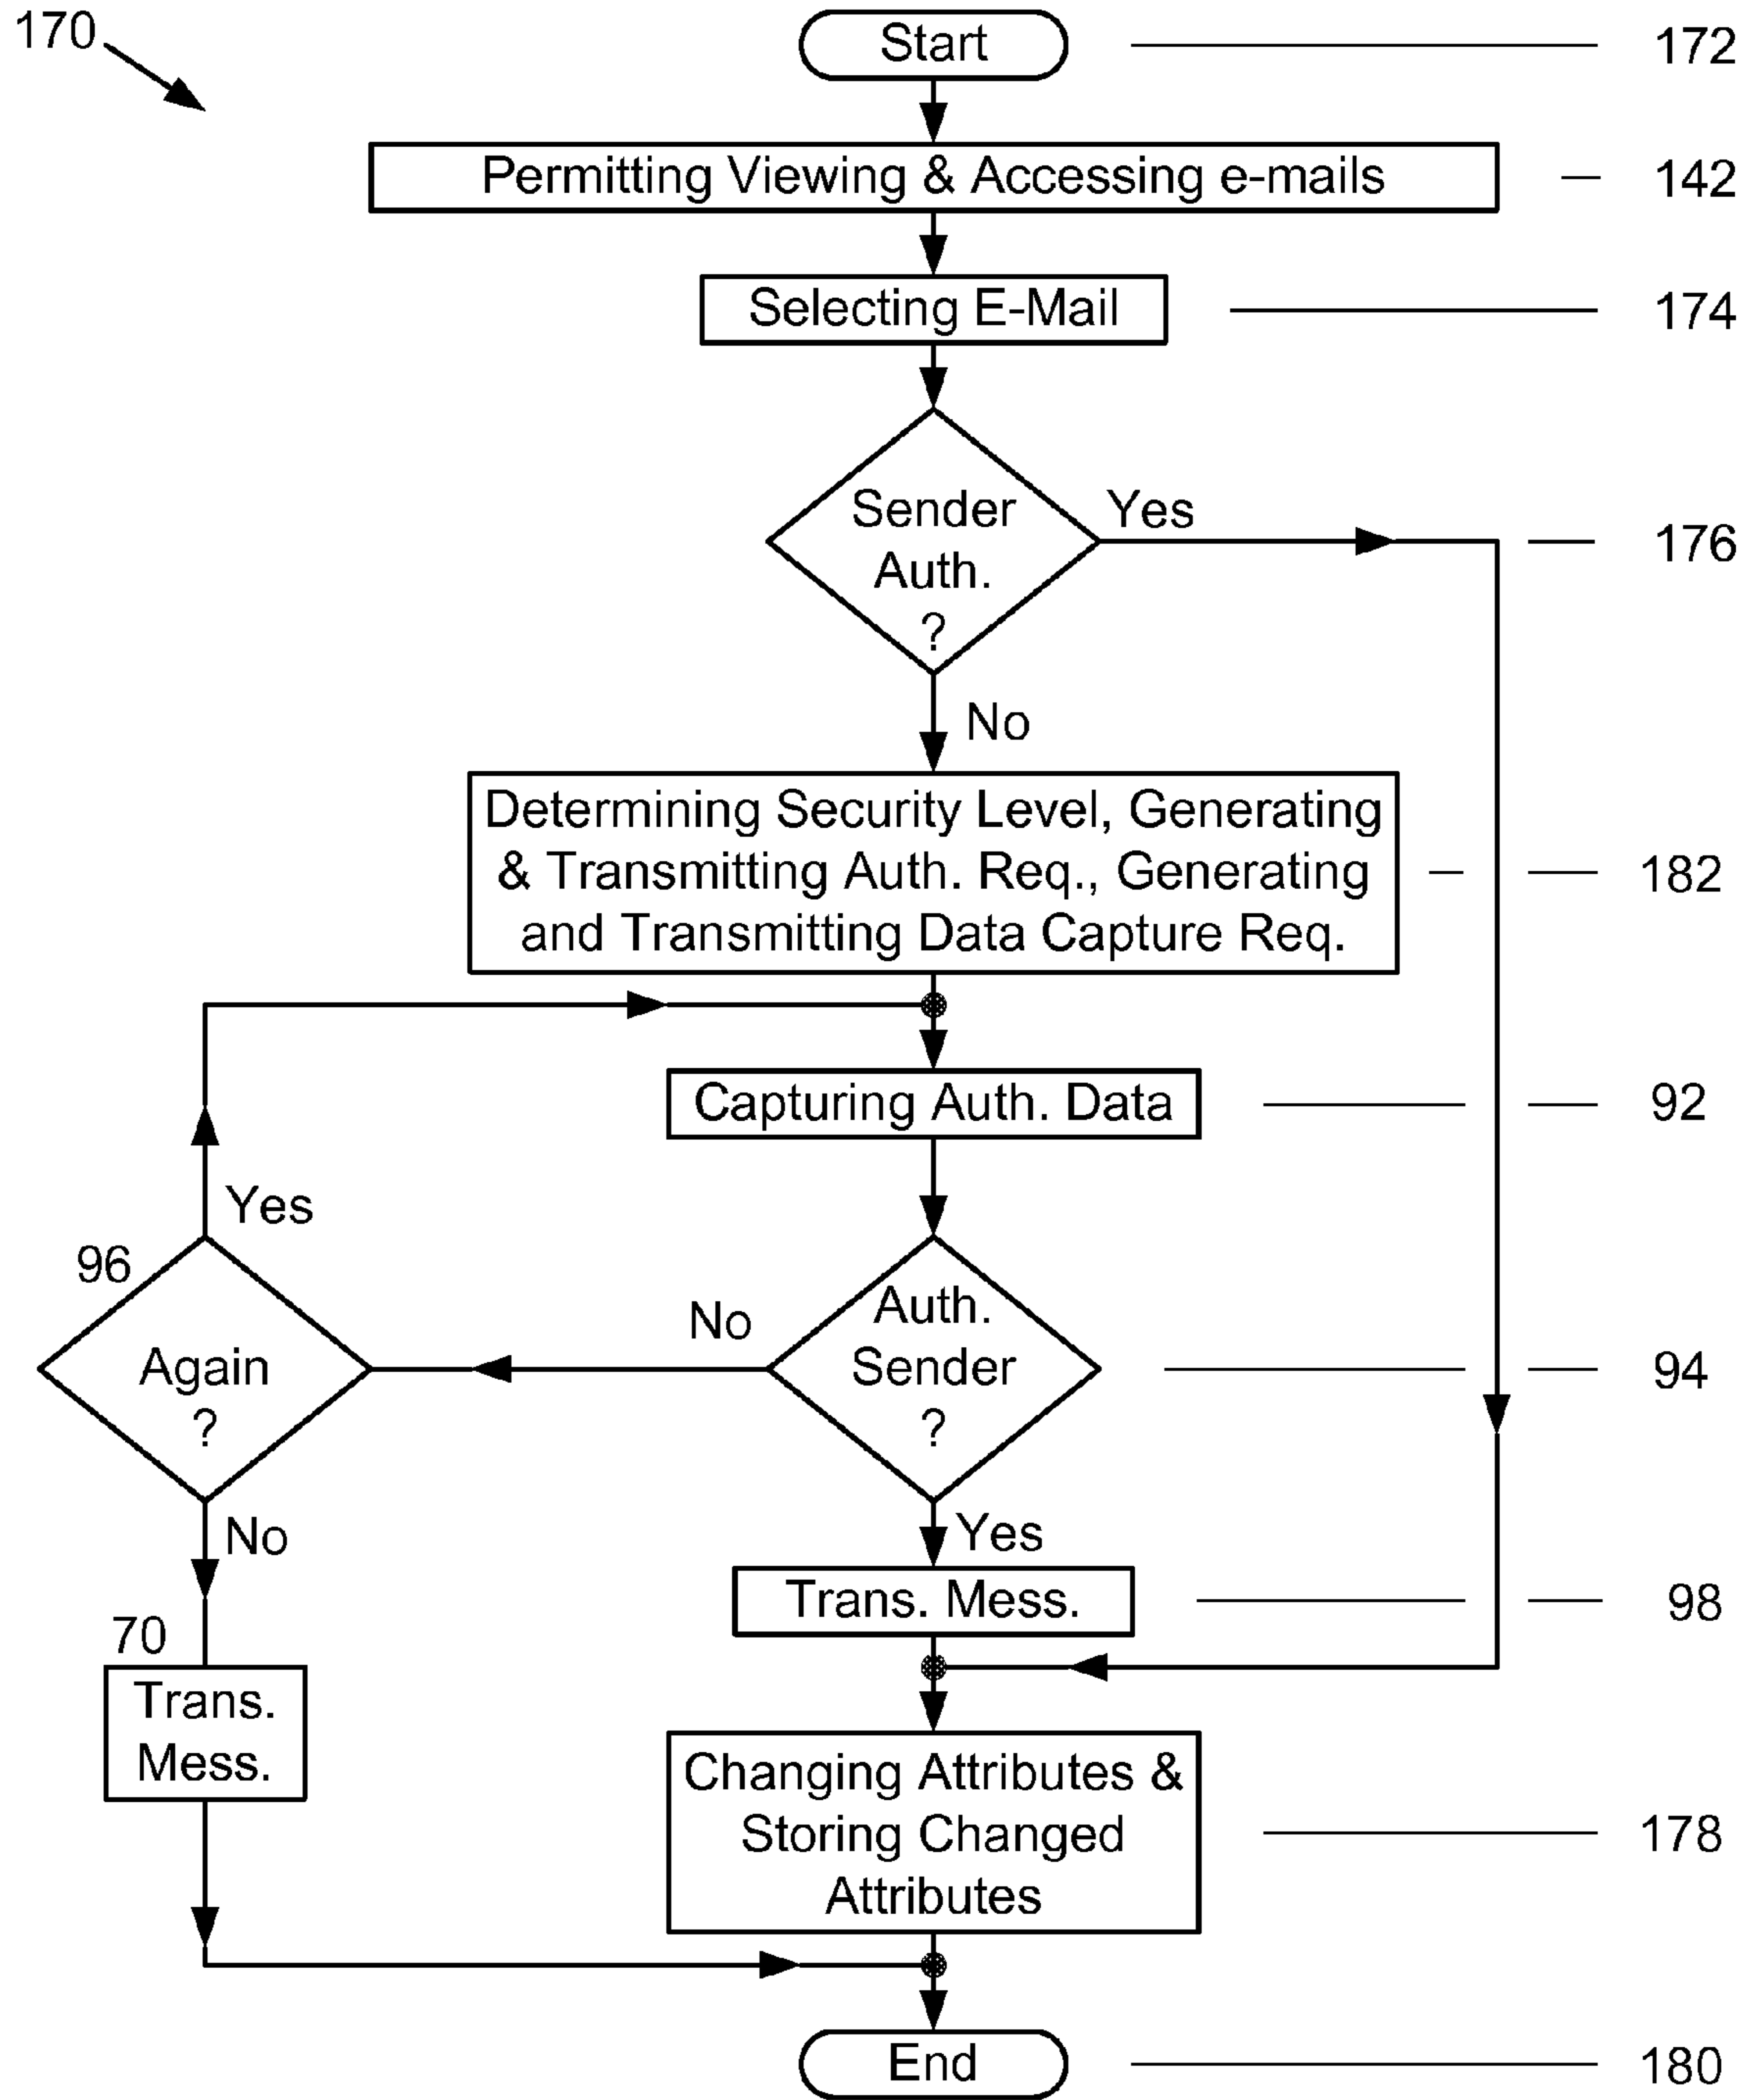 170
Start
172
Permitting Viewing & Accessing e-mails
142
Selecting E-Mail
174
Sender
Auth.
?
Yes
176
No
Determining Security Level, Generating
& Transmitting Auth. Req., Generating
and Transmitting Data Capture Req.
182
Capturing Auth. Data
92
Yes
96
Again
?
No
Auth.
Sender
?
94
No
Yes
Trans. Mess.
98
70
Trans.
Mess.
Changing Attributes &
Storing Changed
Attributes
178
End
180